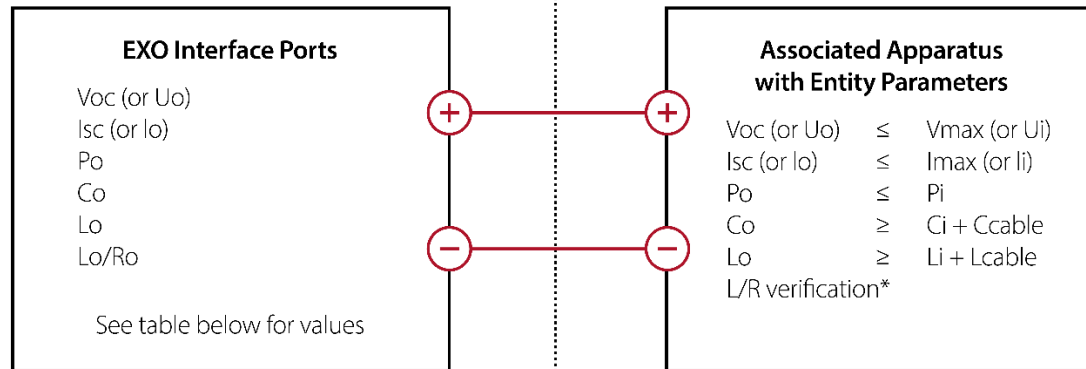 EXO Interface Ports
Voc (or Uo)
Isc (or Io)
Po
Co
Lo
Lo/Ro
See table below for values
+
−
+
−
Associated Apparatus
with Entity Parameters
Voc (or Uo) ≤ Vmax (or Ui)
Isc (or Io) ≤ Imax (or Ii)
Po ≤ Pi
Co ≥ Ci + Ccable
Lo ≥ Li + Lcable
L/R verification*